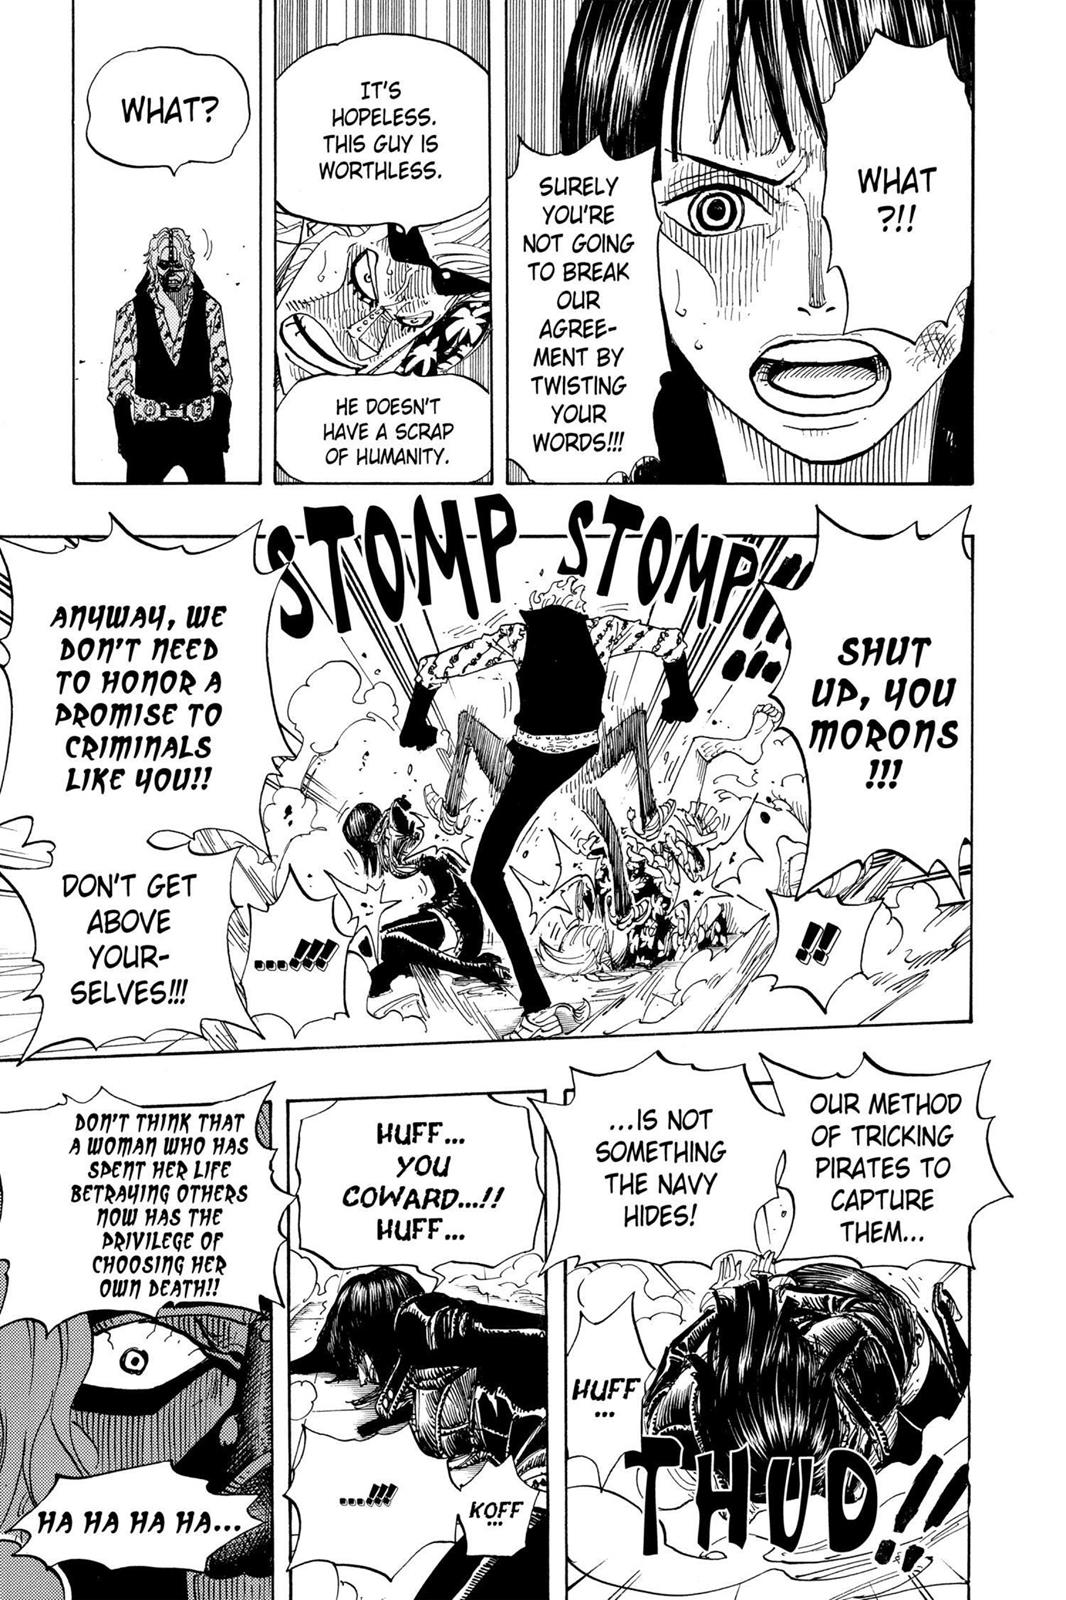 WHAT
?!!
SURELY
YOU'RE
NOT GOING
TO BREAK
OUR
AGREE-
MENT BY
TWISTING
YOUR
WORDS!!!
IT'S
HOPELESS.
THIS GUY IS
WORTHLESS.
HE DOESN'T
HAVE A SCRAP
OF HUMANITY.
WHAT?
SHUT
UP, YOU
MORONS
!!!
STOMP STOMP!!!
!!
....!!!
ANYWAY, WE
DON'T NEED
TO HONOR A
PROMISE TO
CRIMINALS
LIKE YOU!!
DON'T GET
ABOVE
YOUR-
SELVES!!!
OUR METHOD
OF TRICKING
PIRATES TO
CAPTURE
THEM...
...IS NOT
SOMETHING
THE NAVY
HIDES!
HUFF
...
THUD!!
HUFF...
YOU
COWARD...!!
HUFF...
....!!!
KOFF
...
DON'T THINK THAT
A WOMAN WHO HAS
SPENT HER LIFE
BETRAYING OTHERS
NOW HAS THE
PRIVILEGE OF
CHOOSING HER
OWN DEATH!!
HA HA HA HA...